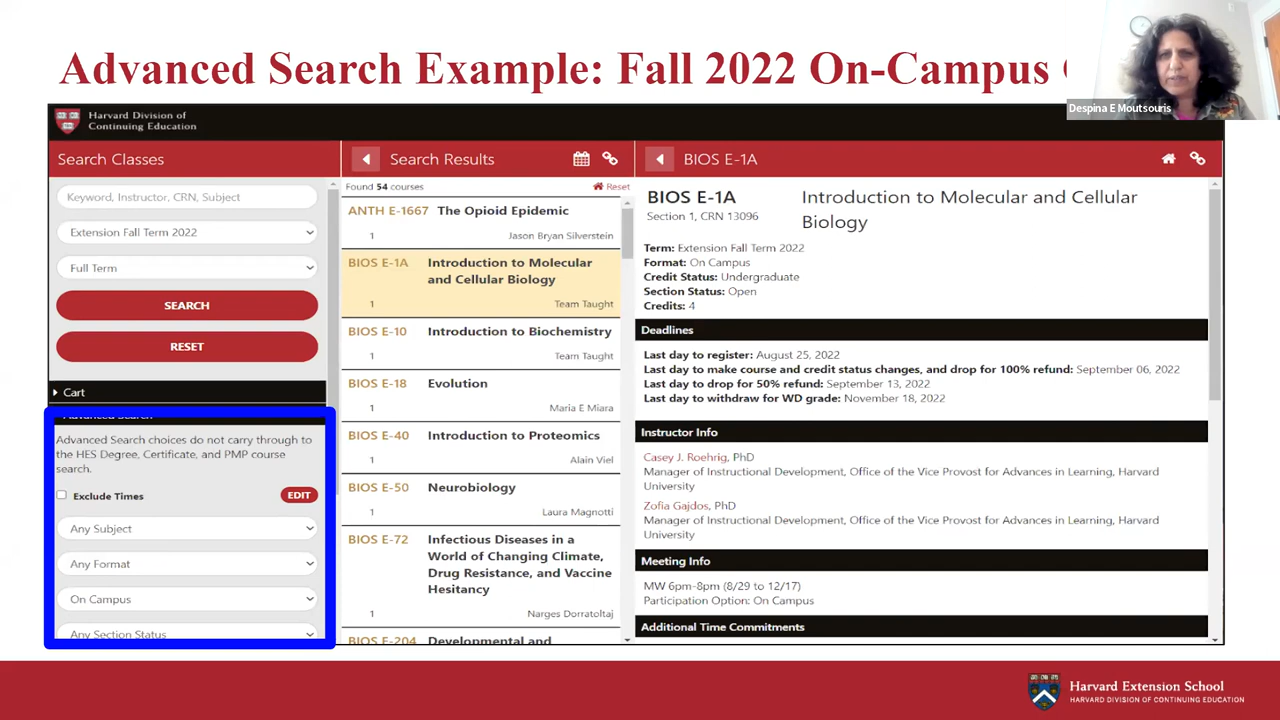 Advanced Search Example: Fall 2022 On-Campus
Despina E Moutsouris
Harvard Division of
Continuing Education
Search Classes
Keyword, Instructor, CRN, Subject
Extension Fall Term 2022
Full Term
SEARCH
RESET
Cart
Advanced Search
Advanced Search choices do not carry through to
the HES Degree, Certificate, and PMP course
search.
Exclude Times
EDIT
Any Subject
Any Format
On Campus
Any Section Status
Search Results
Found 54 courses
Reset
ANTH E-1667 The Opioid Epidemic
1 Jason Bryan Silverstein
BIOS E-1A Introduction to Molecular
and Cellular Biology
1 Team Taught
BIOS E-10 Introduction to Biochemistry
1 Team Taught
BIOS E-18 Evolution
1 Maria E Miara
BIOS E-40 Introduction to Proteomics
1 Alain Viel
BIOS E-50 Neurobiology
1 Laura Magnotti
BIOS E-72 Infectious Diseases in a
World of Changing Climate,
Drug Resistance, and Vaccine
Hesitancy
1 Narges Dorratoltaj
BIOS E-204 Developmental and
BIOS E-1A
BIOS E-1A Introduction to Molecular and Cellular
Section 1, CRN 13096 Biology
Term: Extension Fall Term 2022
Format: On Campus
Credit Status: Undergraduate
Section Status: Open
Credits: 4
Deadlines
Last day to register: August 25, 2022
Last day to make course and credit status changes, and drop for 100% refund: September 06, 2022
Last day to drop for 50% refund: September 13, 2022
Last day to withdraw for WD grade: November 18, 2022
Instructor Info
Casey J. Roehrig, PhD
Manager of Instructional Development, Office of the Vice Provost for Advances in Learning, Harvard
University
Zofia Gajdos, PhD
Manager of Instructional Development, Office of the Vice Provost for Advances in Learning, Harvard
University
Meeting Info
MW 6pm-8pm (8/29 to 12/17)
Participation Option: On Campus
Additional Time Commitments
Harvard Extension School
HARVARD DIVISION OF CONTINUING EDUCATION